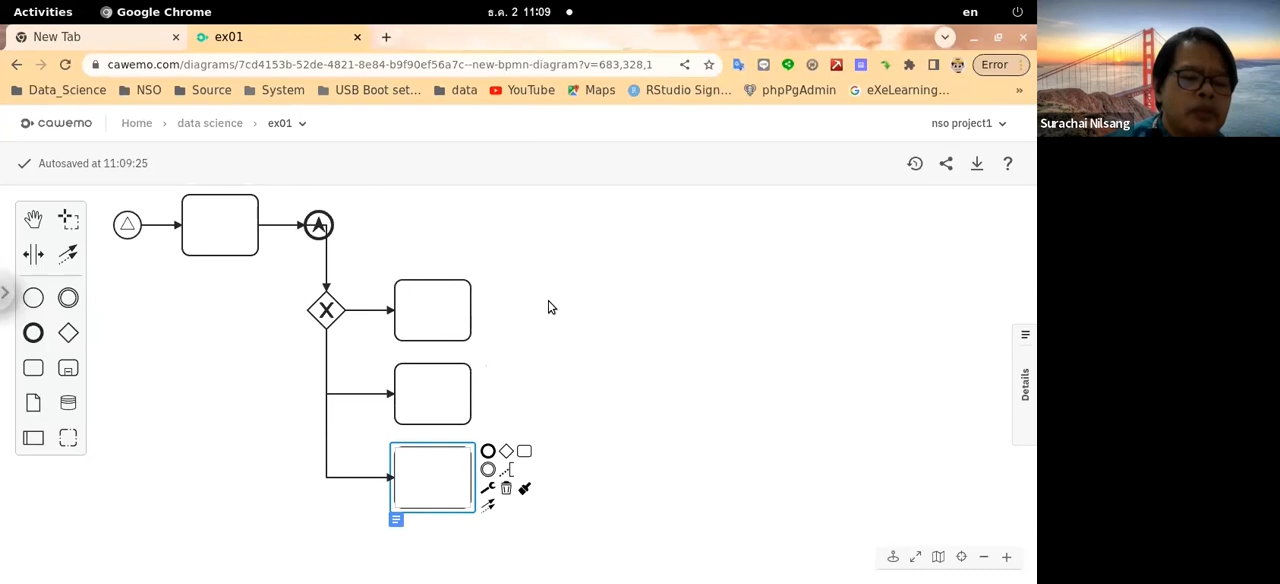 Activities Google Chrome ธ.ค. 2 11:09 en
New Tab ex01
cawemo.com/diagrams/7cd4153b-52de-4821-8e84-b9f90ef56a7c--new-bpmn-diagram?v=683,328,1 Error
Data_Science NSO Source System USB Boot set... data YouTube Maps RStudio Sign... phpPgAdmin eXeLearning... »
cawemo Home data science ex01 nso project1
Autosaved at 11:09:25
Details
Surachai Nilsang